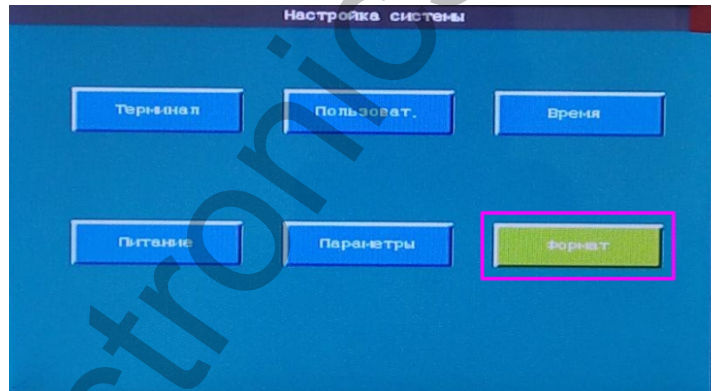 Настройка системы
Терминал Пользоват. Время
Питание Параметры Формат